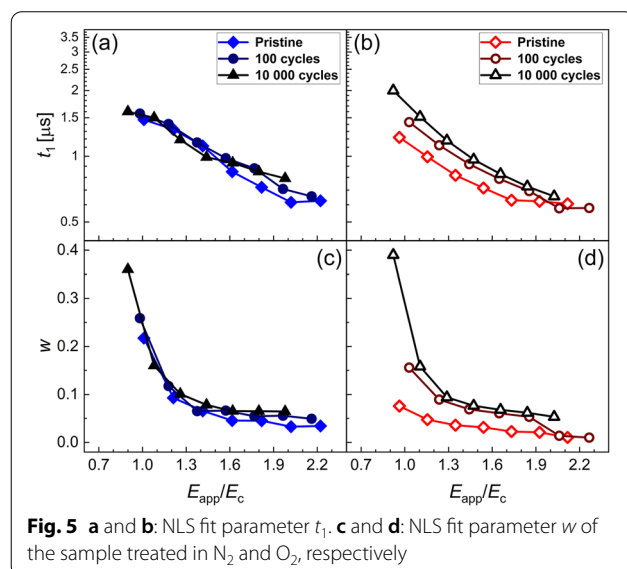 (a)
Pristine
100 cycles
10 000 cycles
(b)
Pristine
100 cycles
10 000 cycles
3.5
3
2.5
2
1.5
1
0.5
t₁ [µs]
(c)
(d)
0.4
0.3
0.2
0.1
0.0
w
0.7 1.0 1.3 1.6 1.9 2.2 0.7 1.0 1.3 1.6 1.9 2.2
E_app/E_c E_app/E_c
Fig. 5 a and b: NLS fit parameter t₁. c and d: NLS fit parameter w of
the sample treated in N₂ and O₂, respectively